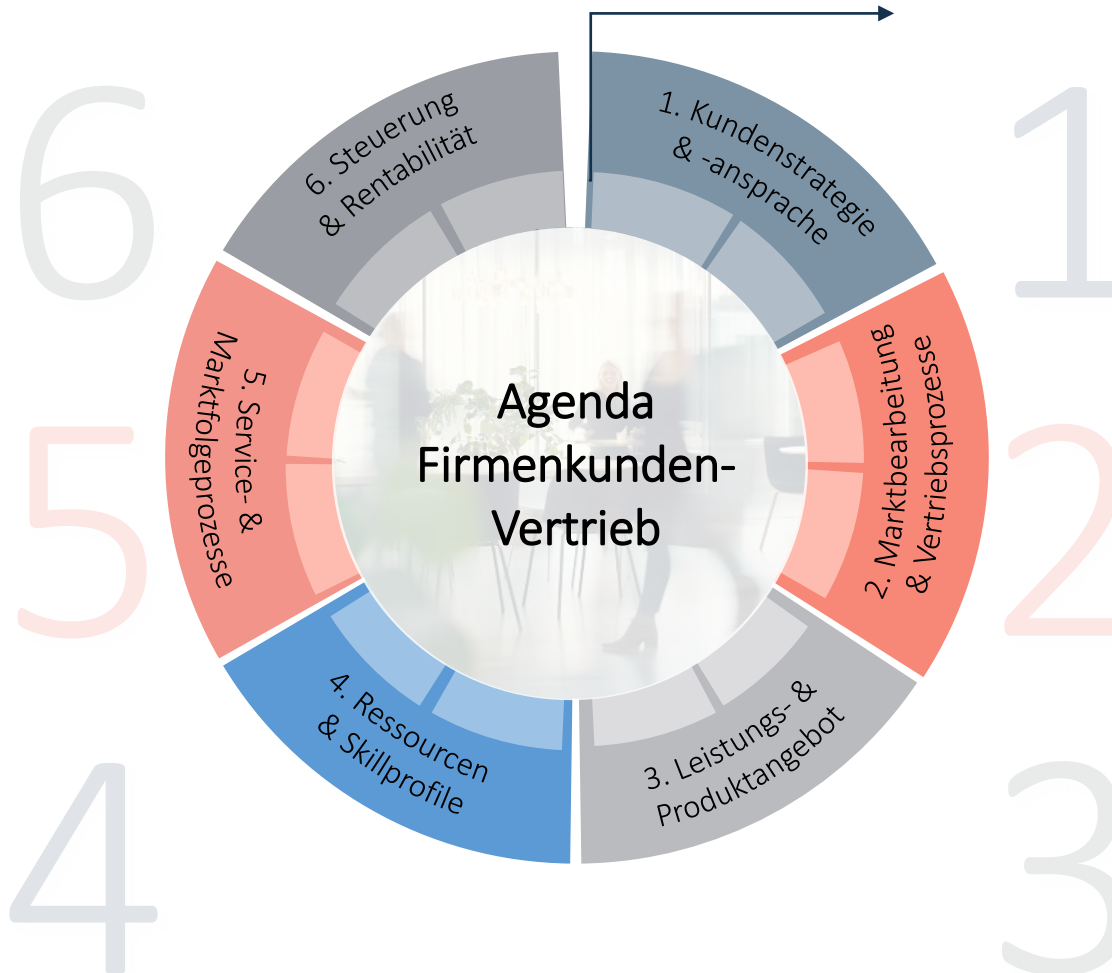 Agenda
Firmenkunden-
Vertrieb
1
1. Kundenstrategie
& -ansprache
2
2. Marktbearbeitung
& Vertriebsprozesse
3
3. Leistungs- &
Produktangebot
4
4. Ressourcen
& Skillprofile
5
5. Service- &
Marktfolgeprozesse
6
6. Steuerung
& Rentabilität